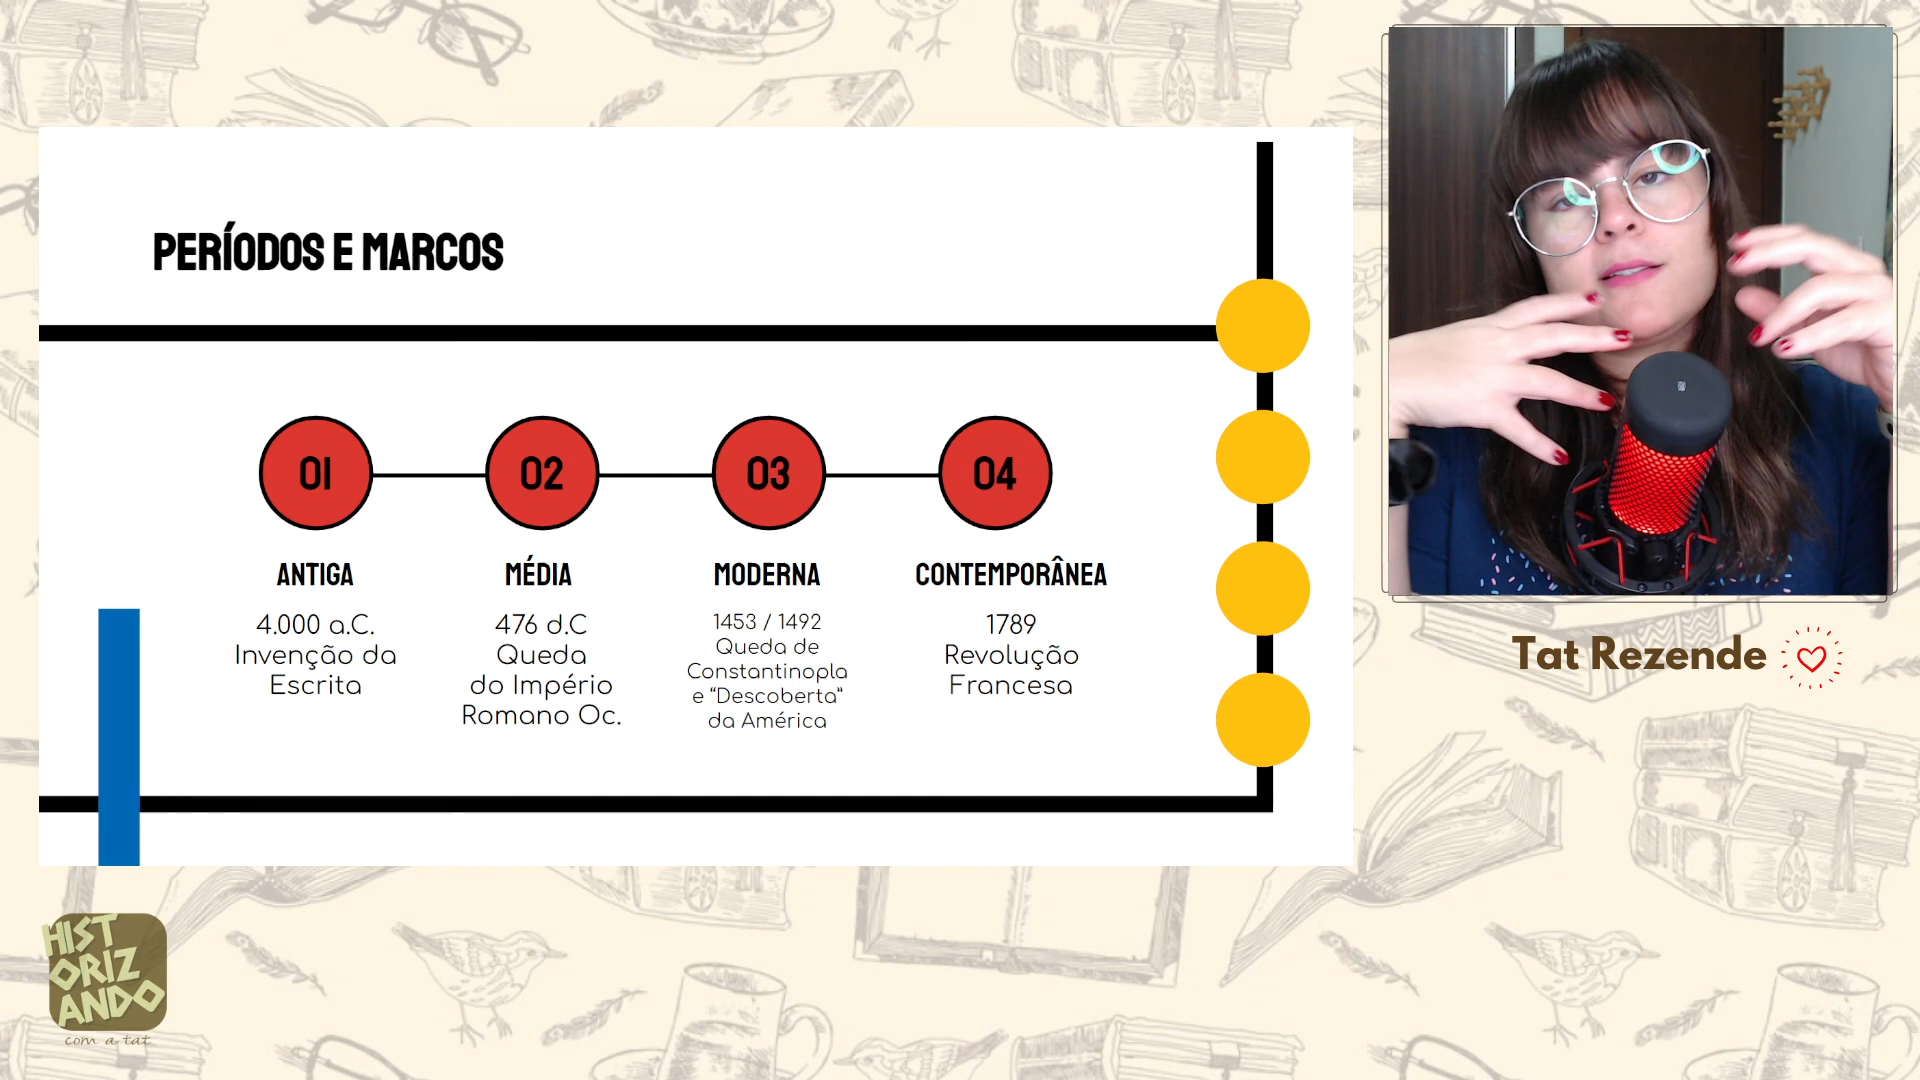 PERÍODOS E MARCOS
01
02
03
04
ANTIGA
4.000 a.C.
Invenção da
Escrita
MÉDIA
476 d.C
Queda
do Império
Romano Oc.
MODERNA
1453 / 1492
Queda de
Constantinopla
e “Descoberta”
da América
CONTEMPORÂNEA
1789
Revolução
Francesa
Tat Rezende
HIST
ORIZ
ANDO
com a tat